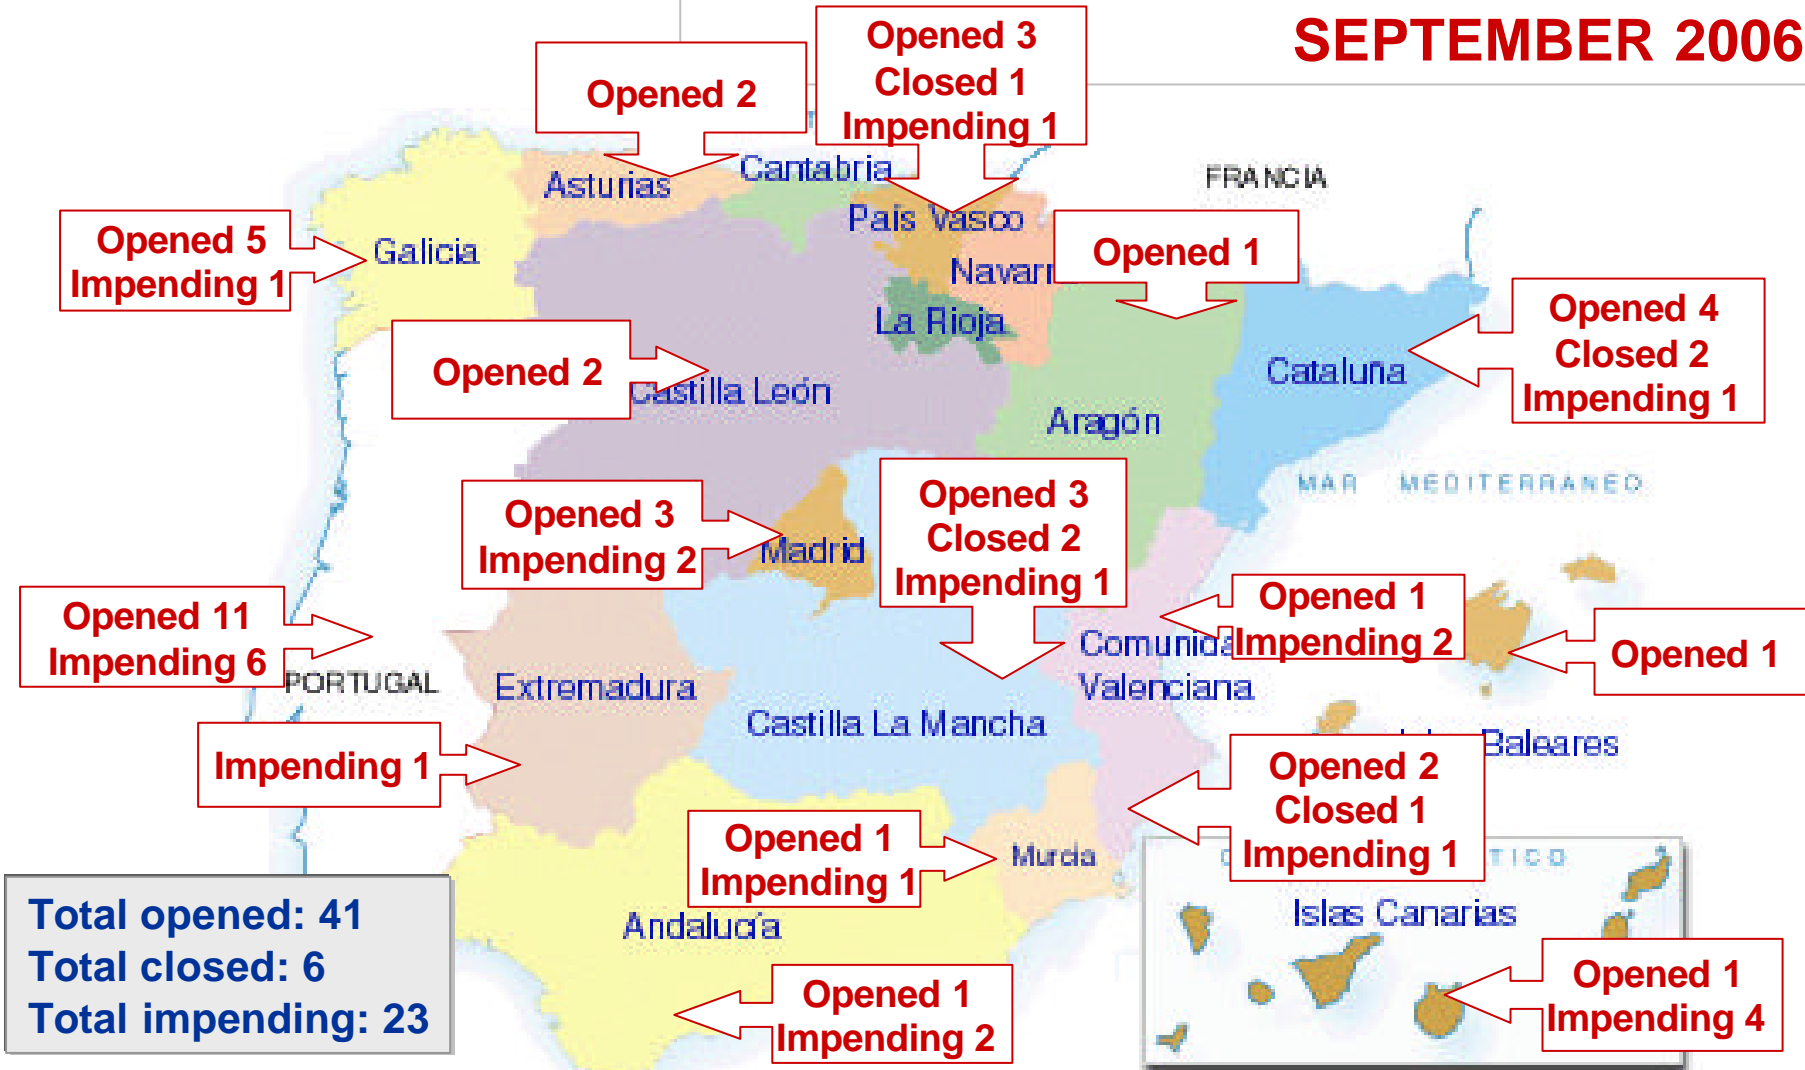 SEPTEMBER 2006
Opened 3
Closed 1
Impending 1
Opened 2
Cantabria
FRANCIA
Asturias
País Vasco
Opened 5
Impending 1
Galicia
Opened 1
Navarr
La Rioja
Opened 4
Closed 2
Impending 1
Opened 2
Castilla León
Cataluña
Aragón
MAR MEDITERRANEO
Opened 3
Impending 2
Madrid
Opened 3
Closed 2
Impending 1
Opened 11
Impending 6
Opened 1
Impending 2
Opened 1
PORTUGAL
Extremadura
Comunida
Valenciana
Castilla La Mancha
Baleares
Impending 1
Opened 2
Closed 1
Impending 1
Opened 1
Impending 1
Murcia
TICO
Islas Canarias
Andalucía
Total opened: 41
Total closed: 6
Total impending: 23
Opened 1
Impending 2
Opened 1
Impending 4